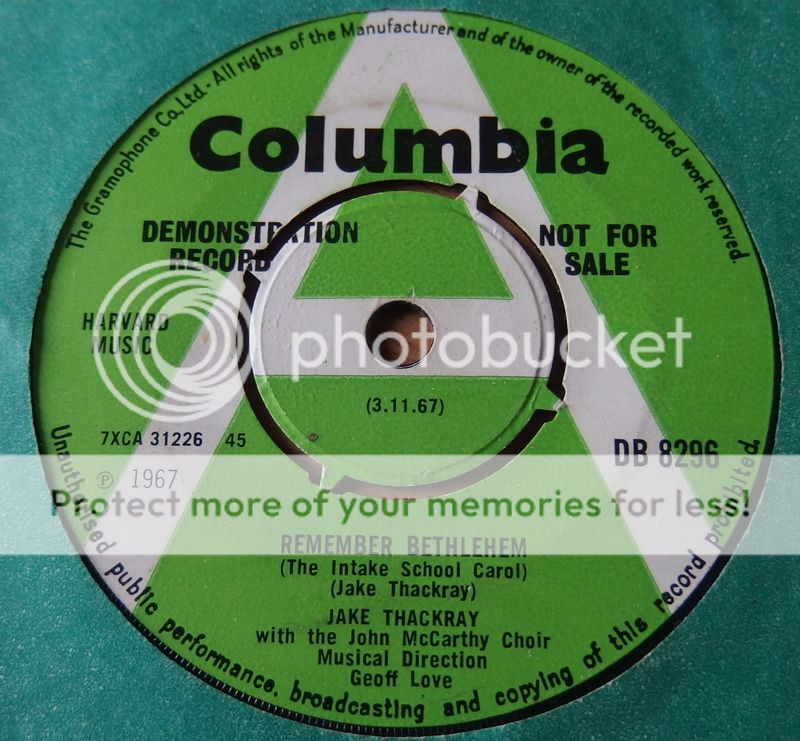 The Gramophone Co. Ltd. - All rights of the Manufacturer and of the owner of the recorded work reserved.
Columbia
DEMONSTRATION RECORD
NOT FOR SALE
HARVARD MUSIC
photobucket
(3.11.67)
7XCA 31226 45
DB 8296
℗ 1967
Protect more of your memories for less!
REMEMBER BETHLEHEM
(The Intake School Carol)
(Jake Thackray)
JAKE THACKRAY
with the John McCarthy Choir
Musical Direction
Geoff Love
Unauthorised public performance, broadcasting and copying of this record prohibited.